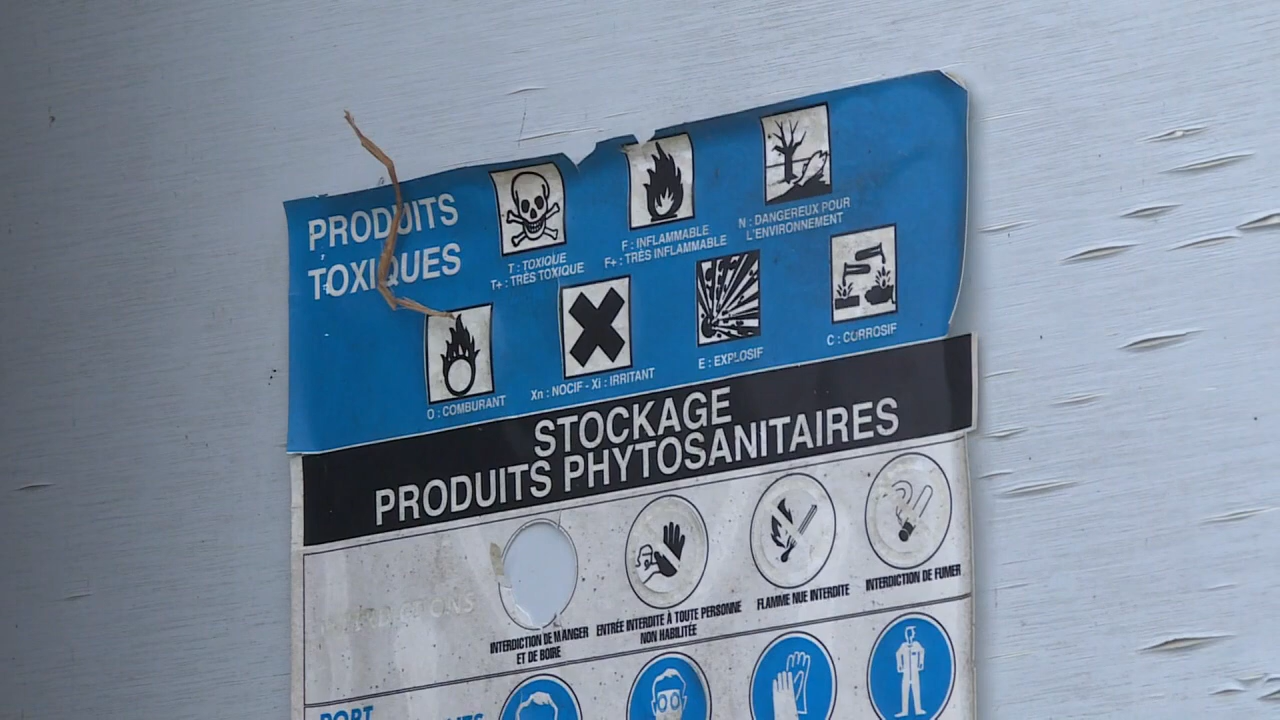 PRODUITS
TOXIQUES
T : TOXIQUE
T+ : TRÈS TOXIQUE
F : INFLAMMABLE
F+ : TRÈS INFLAMMABLE
N : DANGEREUX POUR
L'ENVIRONNEMENT
O : COMBURANT
Xn : NOCIF - Xi : IRRITANT
E : EXPLOSIF
C : CORROSIF
STOCKAGE
PRODUITS PHYTOSANITAIRES
INTERDICTIONS
INTERDICTION DE MANGER
ET DE BOIRE
ENTRÉE INTERDITE À TOUTE PERSONNE
NON HABILITÉE
FLAMME NUE INTERDITE
INTERDICTION DE FUMER
PORT